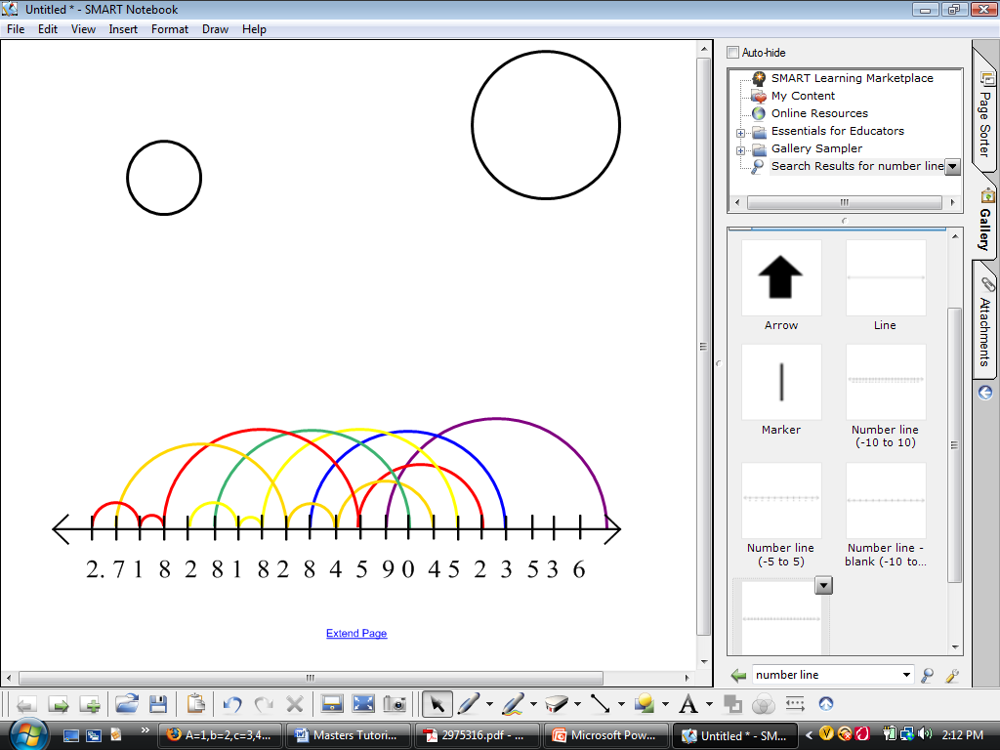 Untitled * - SMART Notebook
File Edit View Insert Format Draw Help
Auto-hide
SMART Learning Marketplace
My Content
Online Resources
Essentials for Educators
Gallery Sampler
Search Results for number line
Page Sorter
Gallery
Attachments
Arrow
Line
Marker
Number line (-10 to 10)
Number line (-5 to 5)
Number line - blank (-10 to...
2. 7 1 8 2 8 1 8 2 8 4 5 9 0 4 5 2 3 5 3 6
Extend Page
number line
A
A=1,b=2,c=3,4...
Masters Tutori...
2975316.pdf - ...
Microsoft Pow...
Untitled * - SM...
2:12 PM